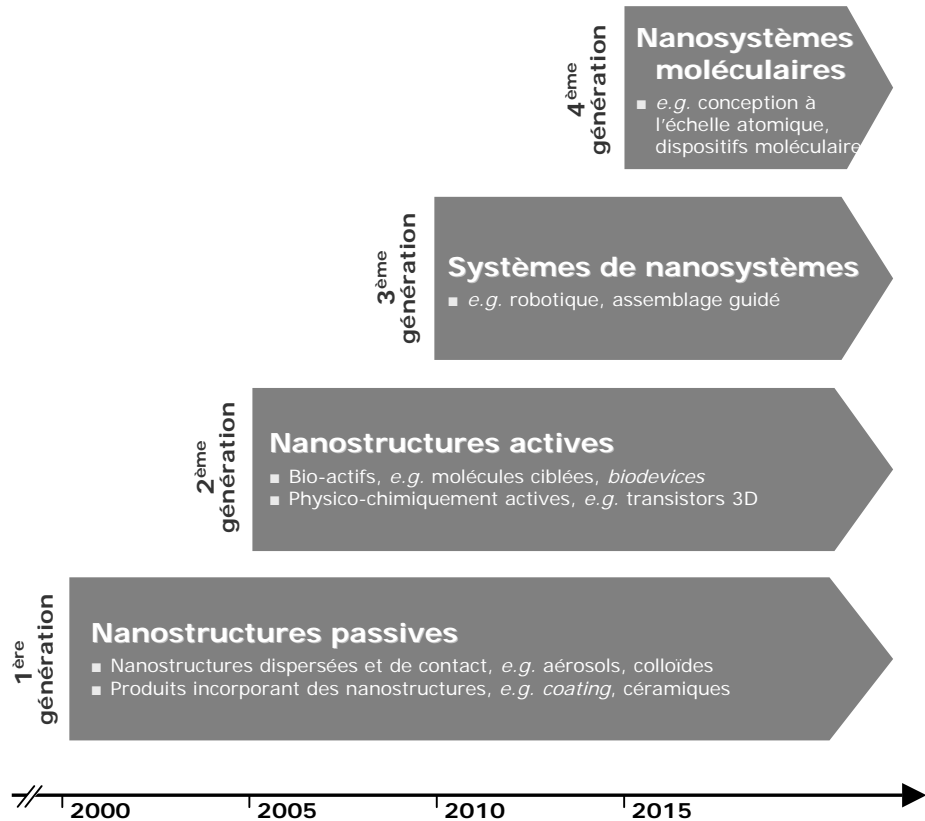 4ème
génération
Nanosystèmes
moléculaires
■ e.g. conception à
l'échelle atomique,
dispositifs moléculaire
3ème
génération
Systèmes de nanosystèmes
■ e.g. robotique, assemblage guidé
2ème
génération
Nanostructures actives
■ Bio-actifs, e.g. molécules ciblées, biodevices
■ Physico-chimiquement actives, e.g. transistors 3D
1ère
génération
Nanostructures passives
■ Nanostructures dispersées et de contact, e.g. aérosols, colloïdes
■ Produits incorporant des nanostructures, e.g. coating, céramiques
2000 2005 2010 2015